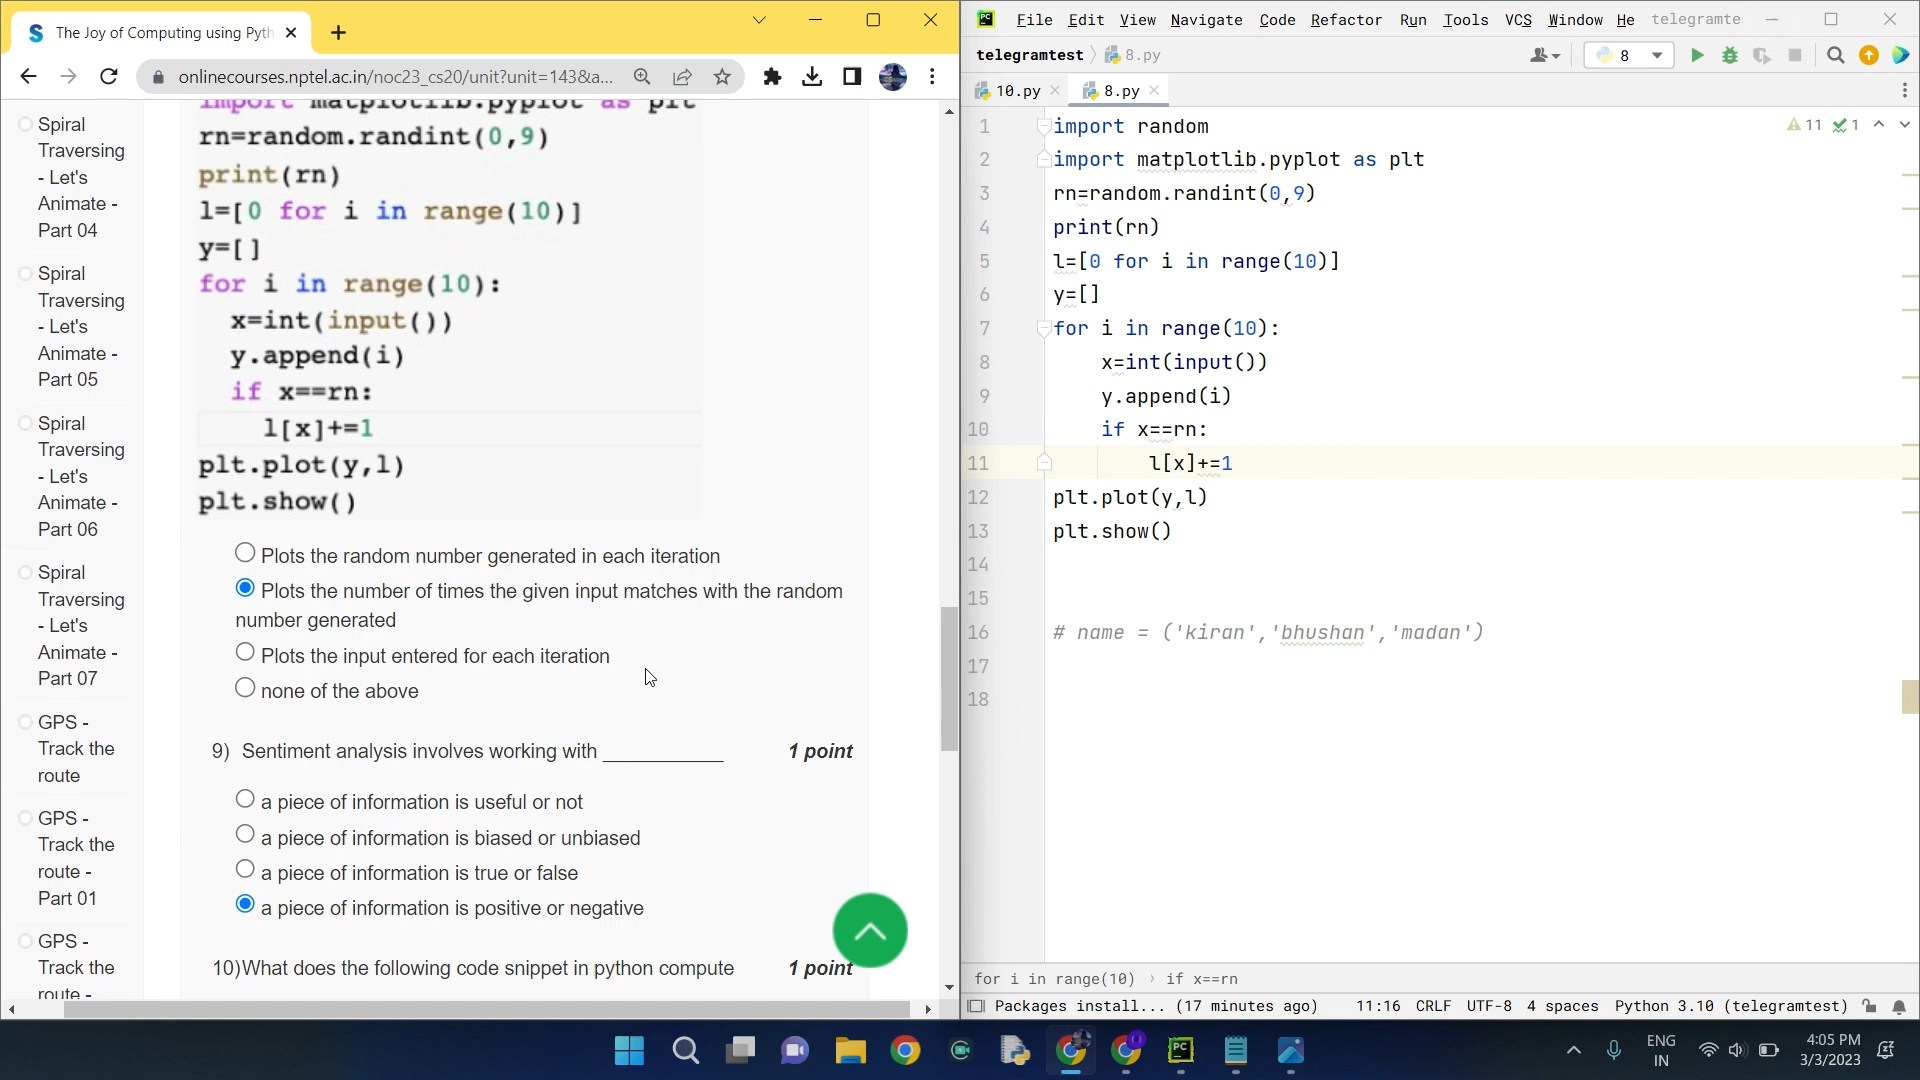 The Joy of Computing using Pyth
onlinecourses.nptel.ac.in/noc23_cs20/unit?unit=143&a...
Spiral
Traversing
- Let's
Animate -
Part 04
Spiral
Traversing
- Let's
Animate -
Part 05
Spiral
Traversing
- Let's
Animate -
Part 06
Spiral
Traversing
- Let's
Animate -
Part 07
GPS -
Track the
route
GPS -
Track the
route -
Part 01
GPS -
Track the
route -
import matplotlib.pyplot as plt
rn=random.randint(0,9)
print(rn)
l=[0 for i in range(10)]
y=[]
for i in range(10):
x=int(input())
y.append(i)
if x==rn:
l[x]+=1
plt.plot(y,l)
plt.show()
Plots the random number generated in each iteration
Plots the number of times the given input matches with the random
number generated
Plots the input entered for each iteration
none of the above
9) Sentiment analysis involves working with ___________ 1 point
a piece of information is useful or not
a piece of information is biased or unbiased
a piece of information is true or false
a piece of information is positive or negative
10)What does the following code snippet in python compute 1 point
PC File Edit View Navigate Code Refactor Run Tools VCS Window He telegramte
telegramtest 8.py 8
10.py 8.py
11 1
1 import random
2 import matplotlib.pyplot as plt
3 rn=random.randint(0,9)
4 print(rn)
5 l=[0 for i in range(10)]
6 y=[]
7 for i in range(10):
8 x=int(input())
9 y.append(i)
10 if x==rn:
11 l[x]+=1
12 plt.plot(y,l)
13 plt.show()
14
15
16 # name = ('kiran','bhushan','madan')
17
18
for i in range(10) › if x==rn
Packages install... (17 minutes ago) 11:16 CRLF UTF-8 4 spaces Python 3.10 (telegramtest)
PC
ENG
IN
4:05 PM
3/3/2023